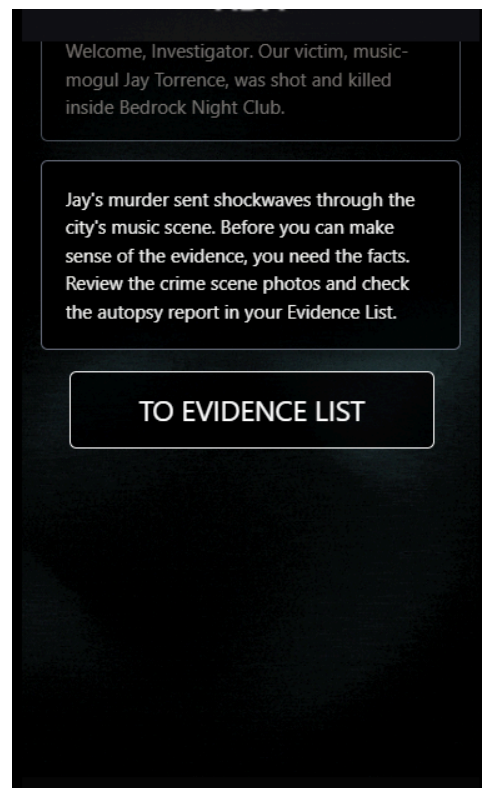 Welcome, Investigator. Our victim, music-
mogul Jay Torrence, was shot and killed
inside Bedrock Night Club.
Jay's murder sent shockwaves through the
city's music scene. Before you can make
sense of the evidence, you need the facts.
Review the crime scene photos and check
the autopsy report in your Evidence List.
TO EVIDENCE LIST